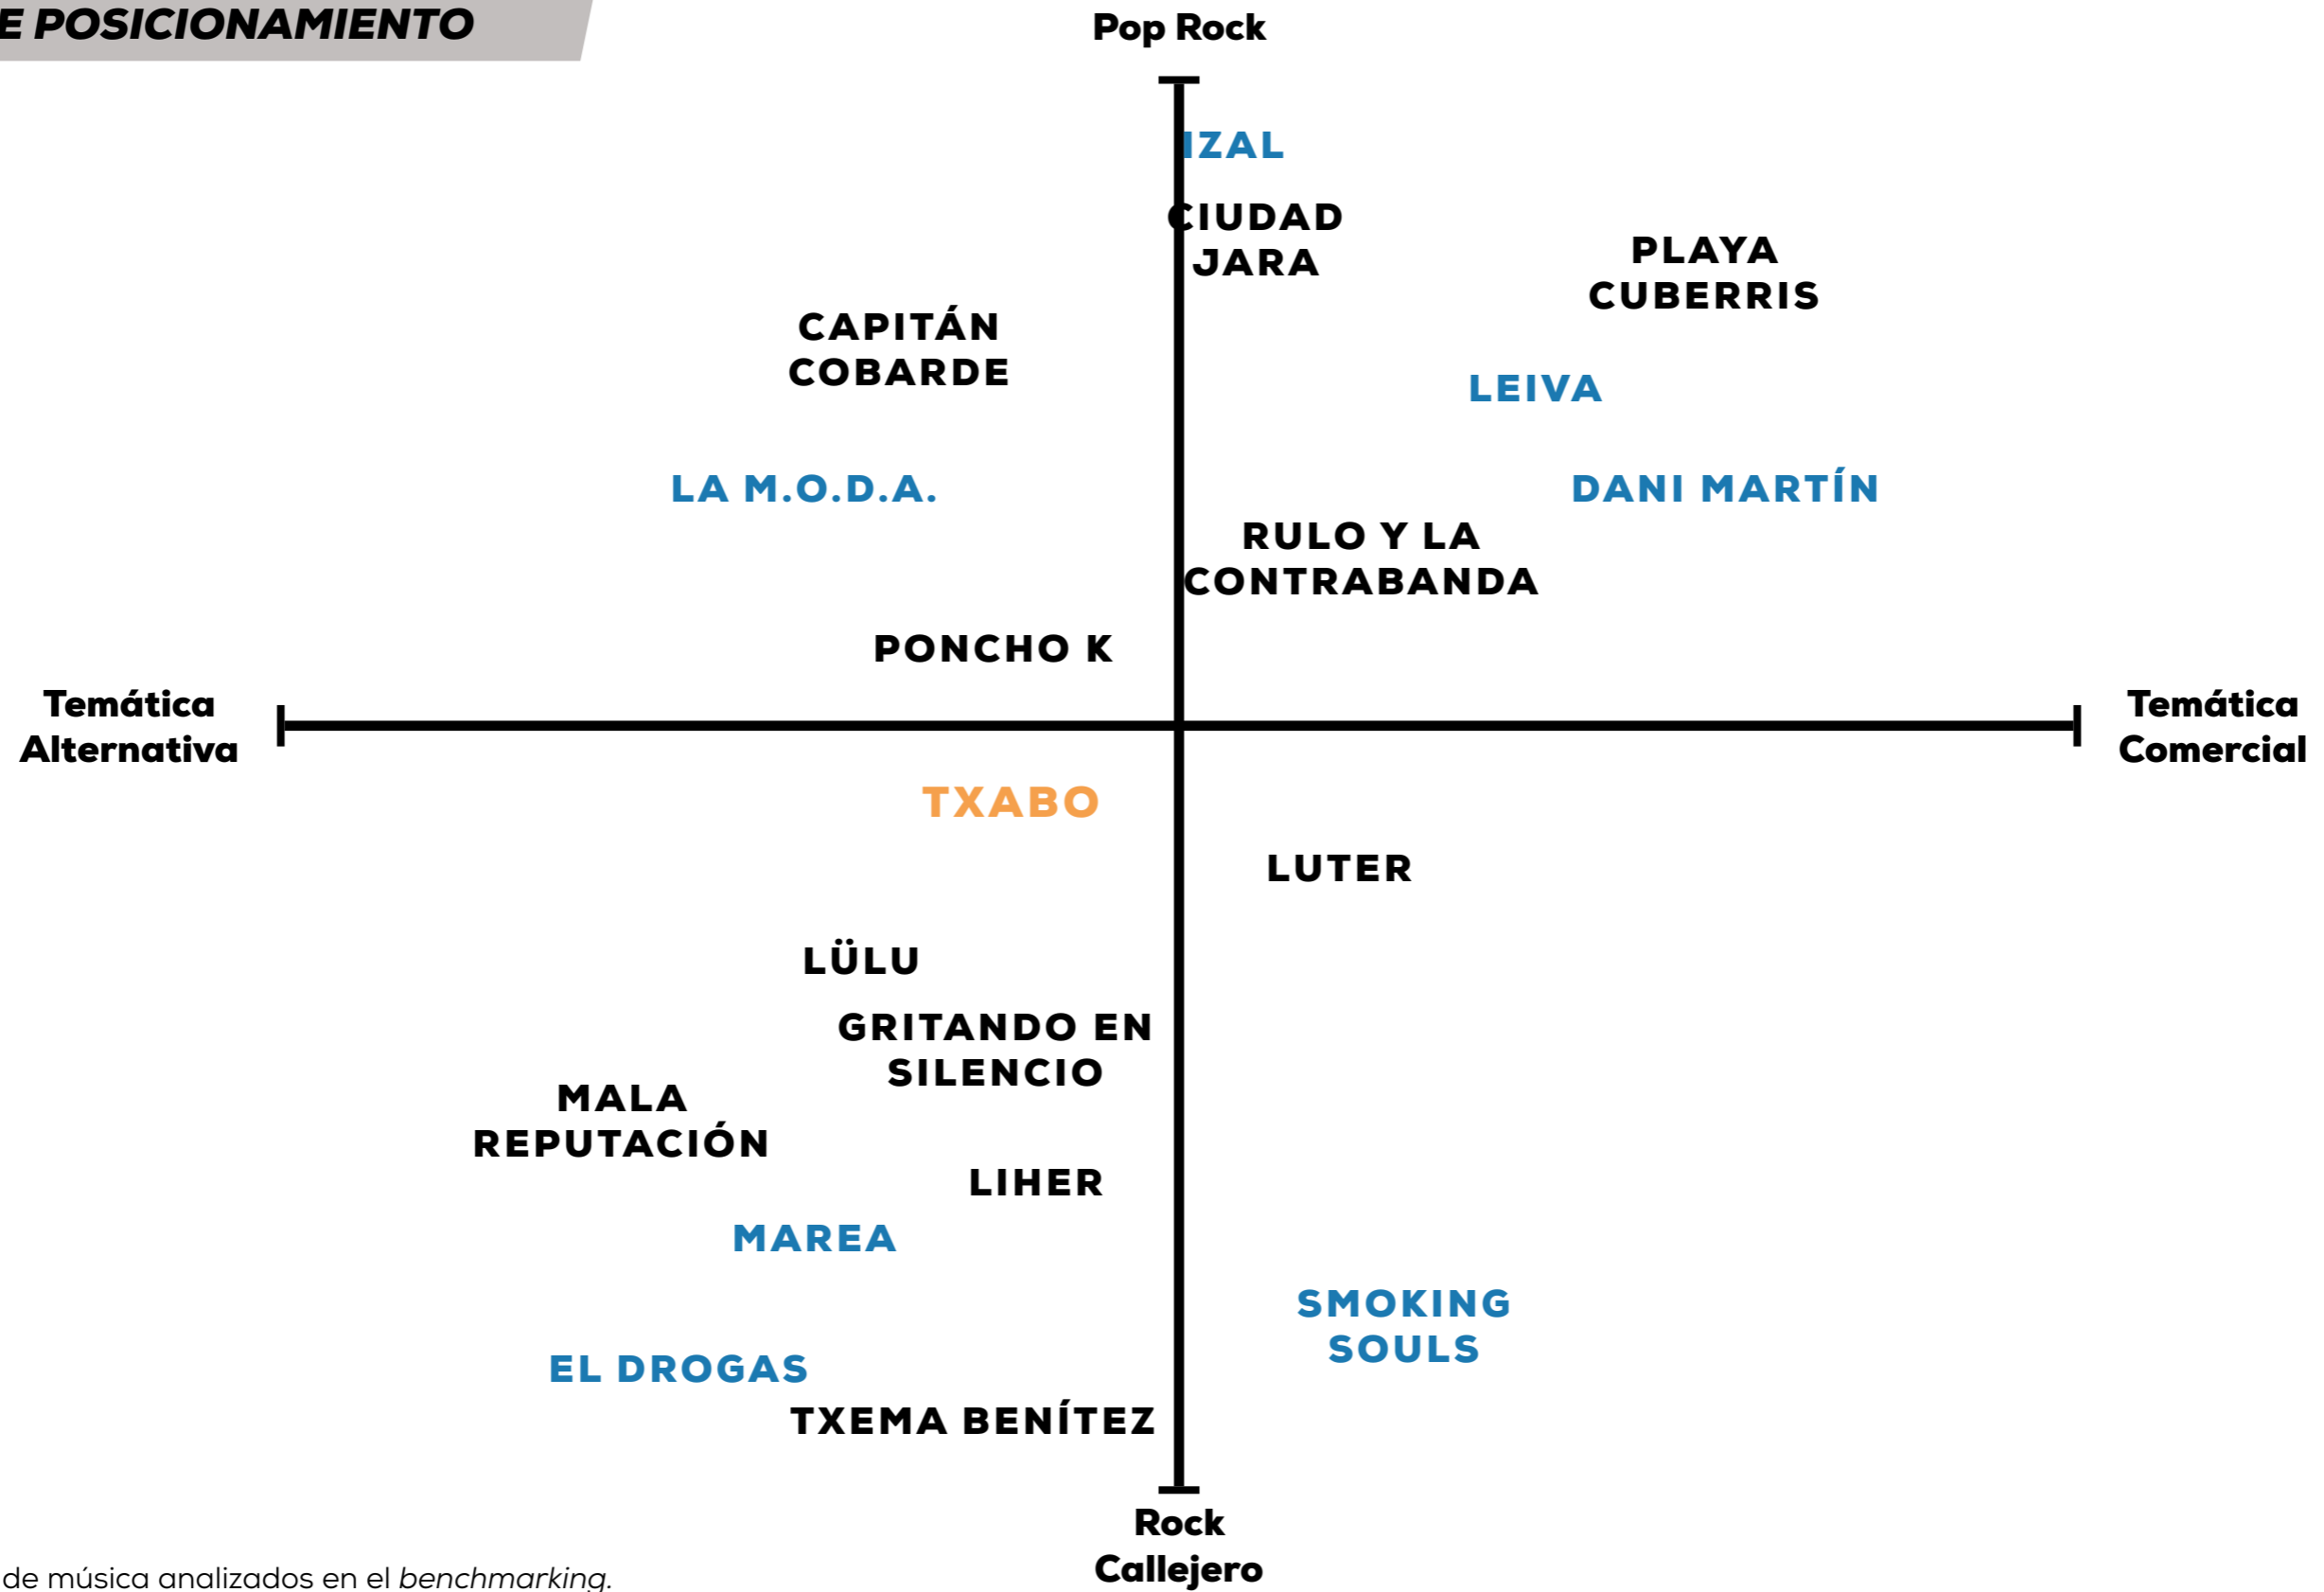 E POSICIONAMIENTO
Pop Rock
IZAL
CIUDAD
JARA
PLAYA
CUBERRIS
CAPITÁN
COBARDE
LEIVA
LA M.O.D.A.
DANI MARTÍN
RULO Y LA
CONTRABANDA
PONCHO K
Temática
Alternativa
Temática
Comercial
TXABO
LUTER
LÜLU
GRITANDO EN
SILENCIO
MALA
REPUTACIÓN
LIHER
MAREA
SMOKING
SOULS
EL DROGAS
TXEMA BENÍTEZ
Rock
Callejero
de música analizados en el benchmarking.